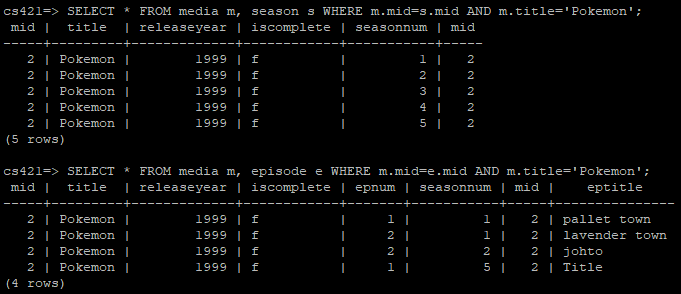 cs421=> SELECT * FROM media m, season s WHERE m.mid=s.mid AND m.title='Pokemon';
 mid |  title  | releaseyear | iscomplete | seasonnum | mid
-----+---------+-------------+------------+-----------+-----
   2 | Pokemon |        1999 | f          |         1 |   2
   2 | Pokemon |        1999 | f          |         2 |   2
   2 | Pokemon |        1999 | f          |         3 |   2
   2 | Pokemon |        1999 | f          |         4 |   2
   2 | Pokemon |        1999 | f          |         5 |   2
(5 rows)

cs421=> SELECT * FROM media m, episode e WHERE m.mid=e.mid AND m.title='Pokemon';
 mid |  title  | releaseyear | iscomplete | epnum | seasonnum | mid |    eptitle
-----+---------+-------------+------------+-------+-----------+-----+---------------
   2 | Pokemon |        1999 | f          |     1 |         1 |   2 | pallet town
   2 | Pokemon |        1999 | f          |     2 |         1 |   2 | lavender town
   2 | Pokemon |        1999 | f          |     2 |         2 |   2 | johto
   2 | Pokemon |        1999 | f          |     1 |         5 |   2 | Title
(4 rows)